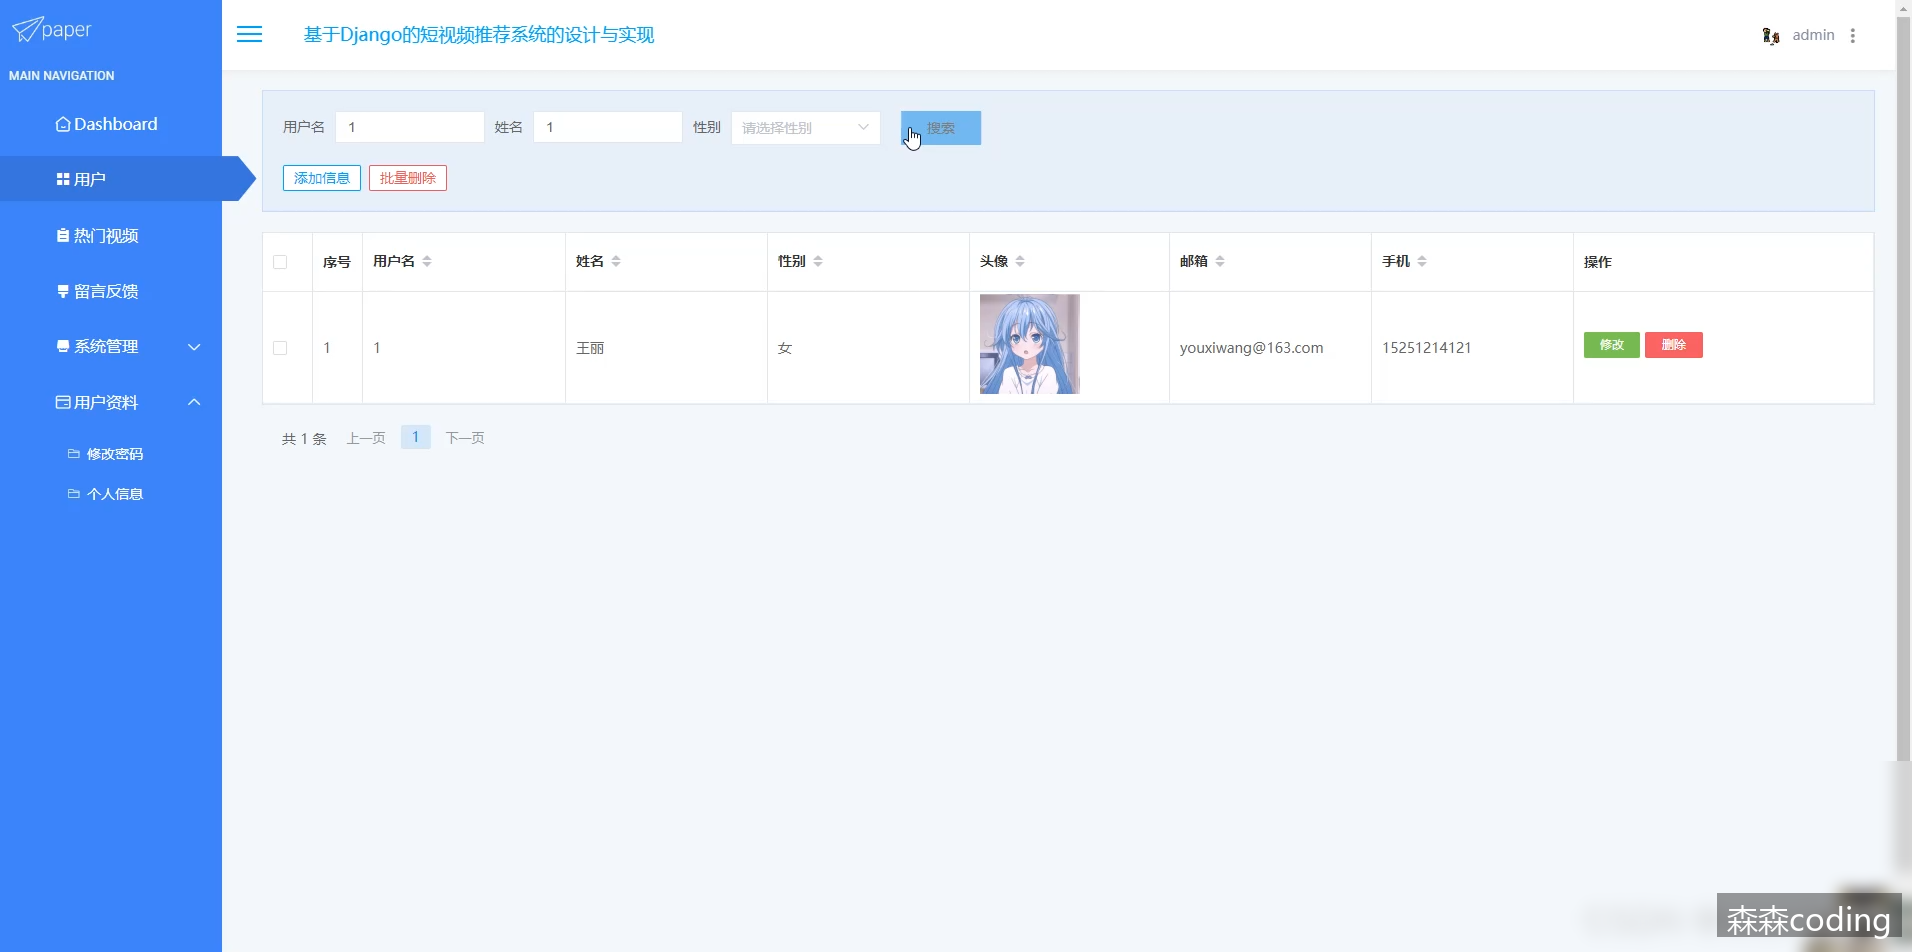 paper
基于Django的短视频推荐系统的设计与实现
admin
MAIN NAVIGATION
Dashboard
用户
热门视频
留言反馈
系统管理
用户资料
修改密码
个人信息
用户名 1 姓名 1 性别 请选择性别 搜索
添加信息 批量删除
序号 用户名 姓名 性别 头像 邮箱 手机 操作
1 1 王丽 女 youxiwang@163.com 15251214121 修改 删除
共 1 条 上一页 1 下一页
森森coding